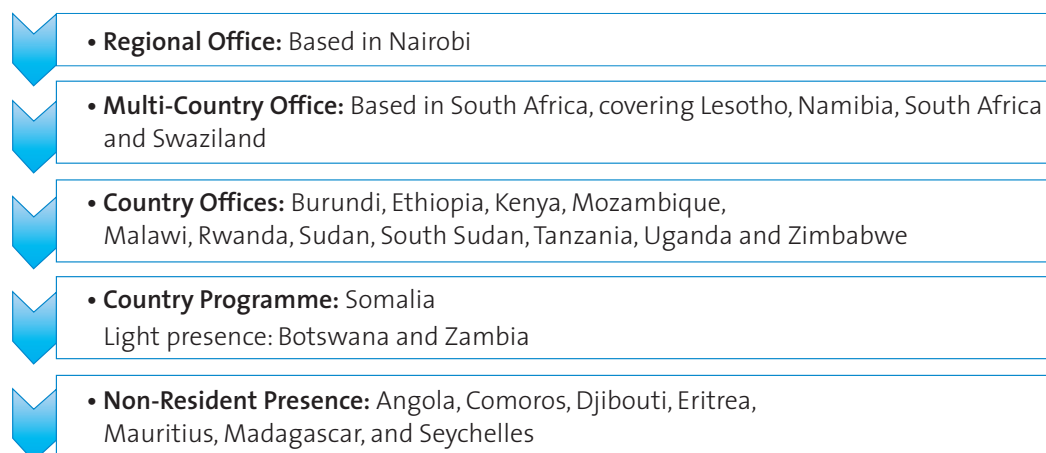 • Regional Office: Based in Nairobi
• Multi-Country Office: Based in South Africa, covering Lesotho, Namibia, South Africa
and Swaziland
• Country Offices: Burundi, Ethiopia, Kenya, Mozambique,
Malawi, Rwanda, Sudan, South Sudan, Tanzania, Uganda and Zimbabwe
• Country Programme: Somalia
Light presence: Botswana and Zambia
• Non-Resident Presence: Angola, Comoros, Djibouti, Eritrea,
Mauritius, Madagascar, and Seychelles